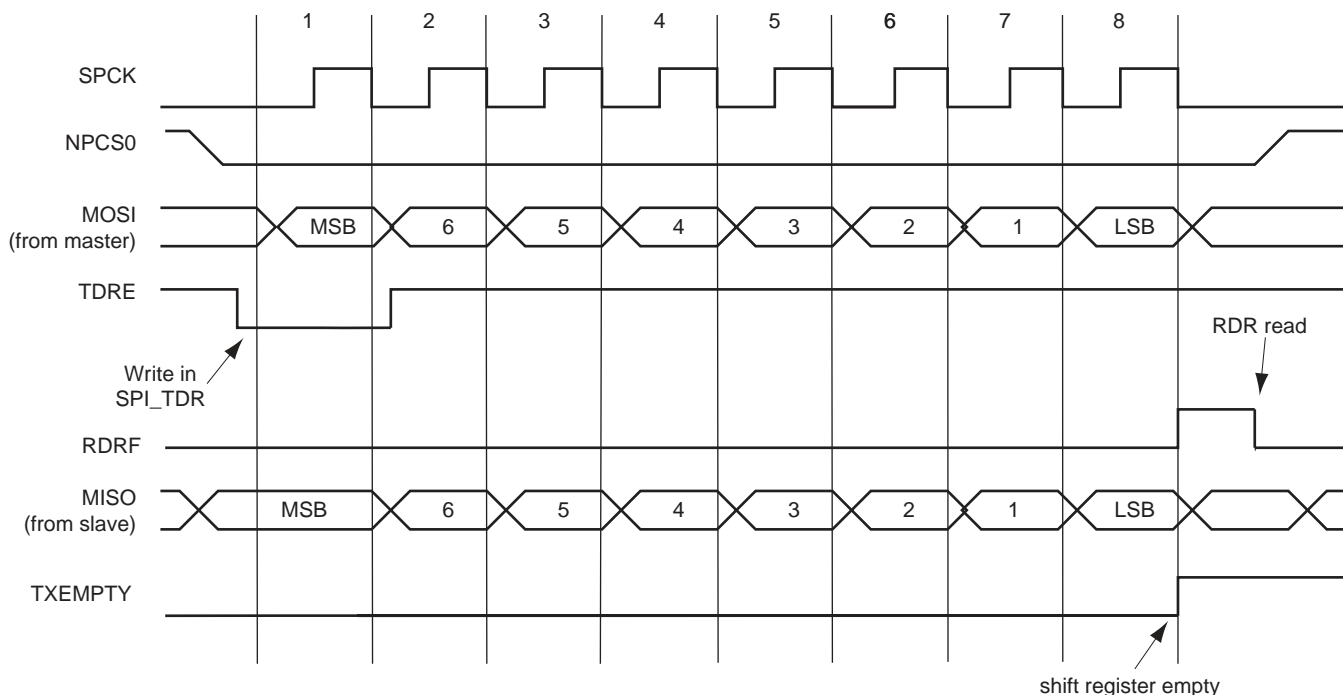 1 2 3 4 5 6 7 8
SPCK
NPCS0
MOSI
(from master)
MSB 6 5 4 3 2 1 LSB
TDRE
RDR read
Write in
SPI_TDR
RDRF
MISO
(from slave)
MSB 6 5 4 3 2 1 LSB
TXEMPTY
shift register empty